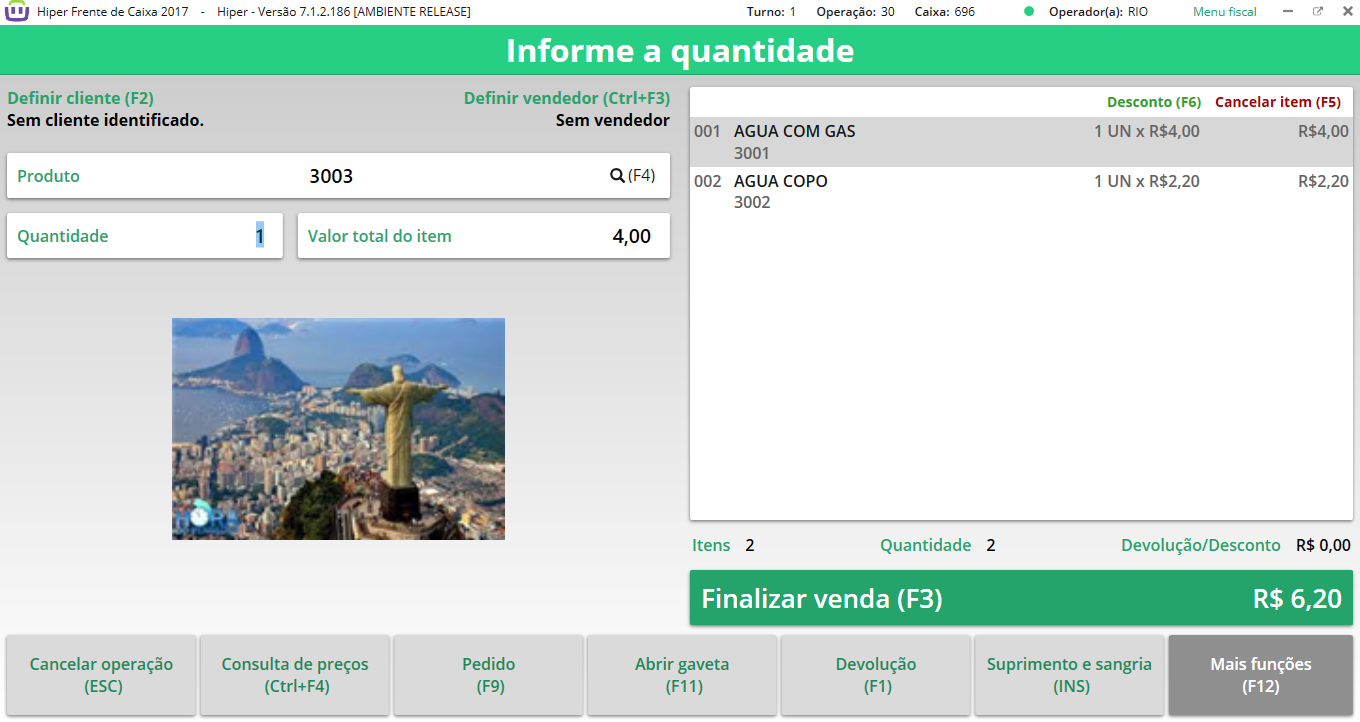 Hiper Frente de Caixa 2017 - Hiper - Versão 7.1.2.186 [AMBIENTE RELEASE] Turno: 1 Operação: 30 Caixa: 696 Operador(a): RIO Menu fiscal
Informe a quantidade
Definir cliente (F2) Definir vendedor (Ctrl+F3)
Sem cliente identificado. Sem vendedor
Produto 3003 (F4)
Quantidade 1 Valor total do item 4,00
HORA
Desconto (F6) Cancelar item (F5)
001 AGUA COM GAS 1 UN x R$4,00 R$4,00
3001
002 AGUA COPO 1 UN x R$2,20 R$2,20
3002
Itens 2 Quantidade 2 Devolução/Desconto R$ 0,00
Finalizar venda (F3) R$ 6,20
Cancelar operação (ESC)
Consulta de preços (Ctrl+F4)
Pedido (F9)
Abrir gaveta (F11)
Devolução (F1)
Suprimento e sangria (INS)
Mais funções (F12)